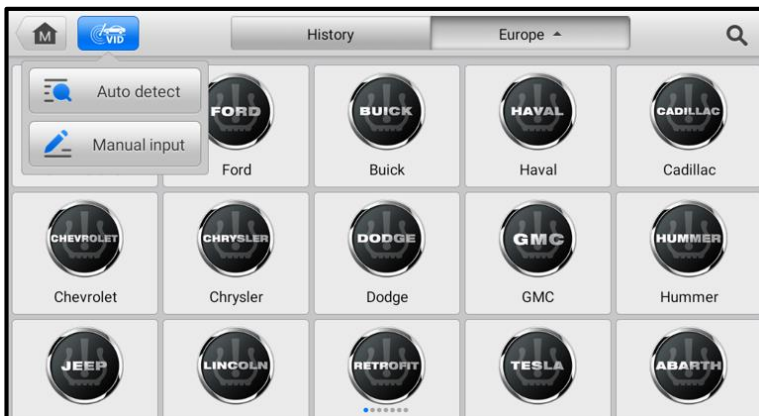 M
VID
History
Europe
Auto detect
Manual input
FORD
BUICK
HAVAL
CADILLAC
Ford
Buick
Haval
Cadillac
CHEVROLET
CHRYSLER
DODGE
GMC
HUMMER
Chevrolet
Chrysler
Dodge
GMC
Hummer
JEEP
LINCOLN
RETROFIT
TESLA
ABARTH